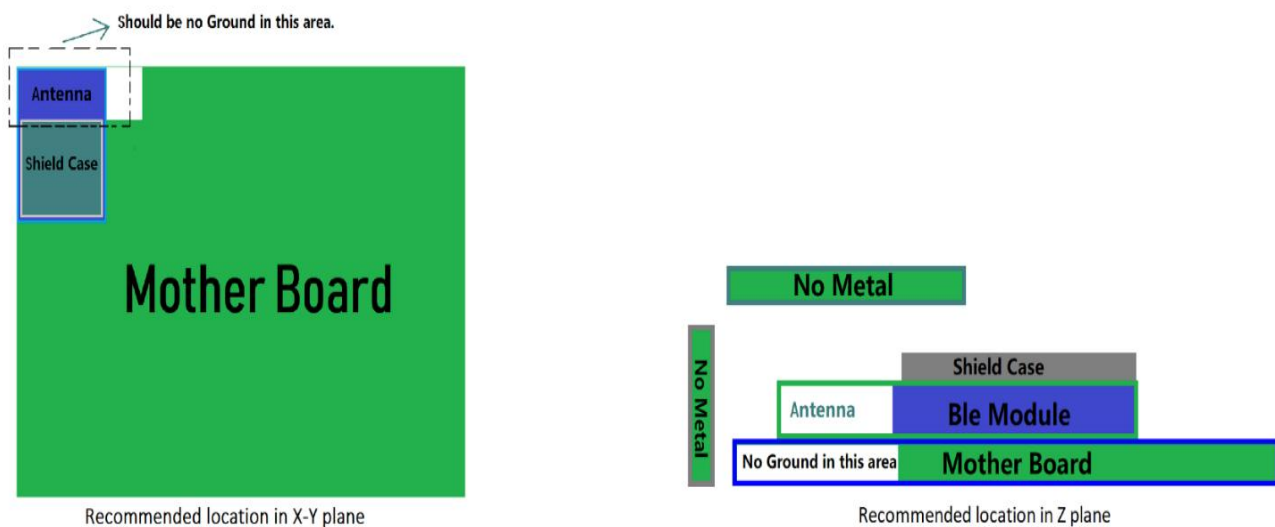 Should be no Ground in this area.
Antenna
Shield Case
Mother Board
Recommended location in X-Y plane
No Metal
No Metal
Shield Case
Antenna
Ble Module
No Ground in this area
Mother Board
Recommended location in Z plane